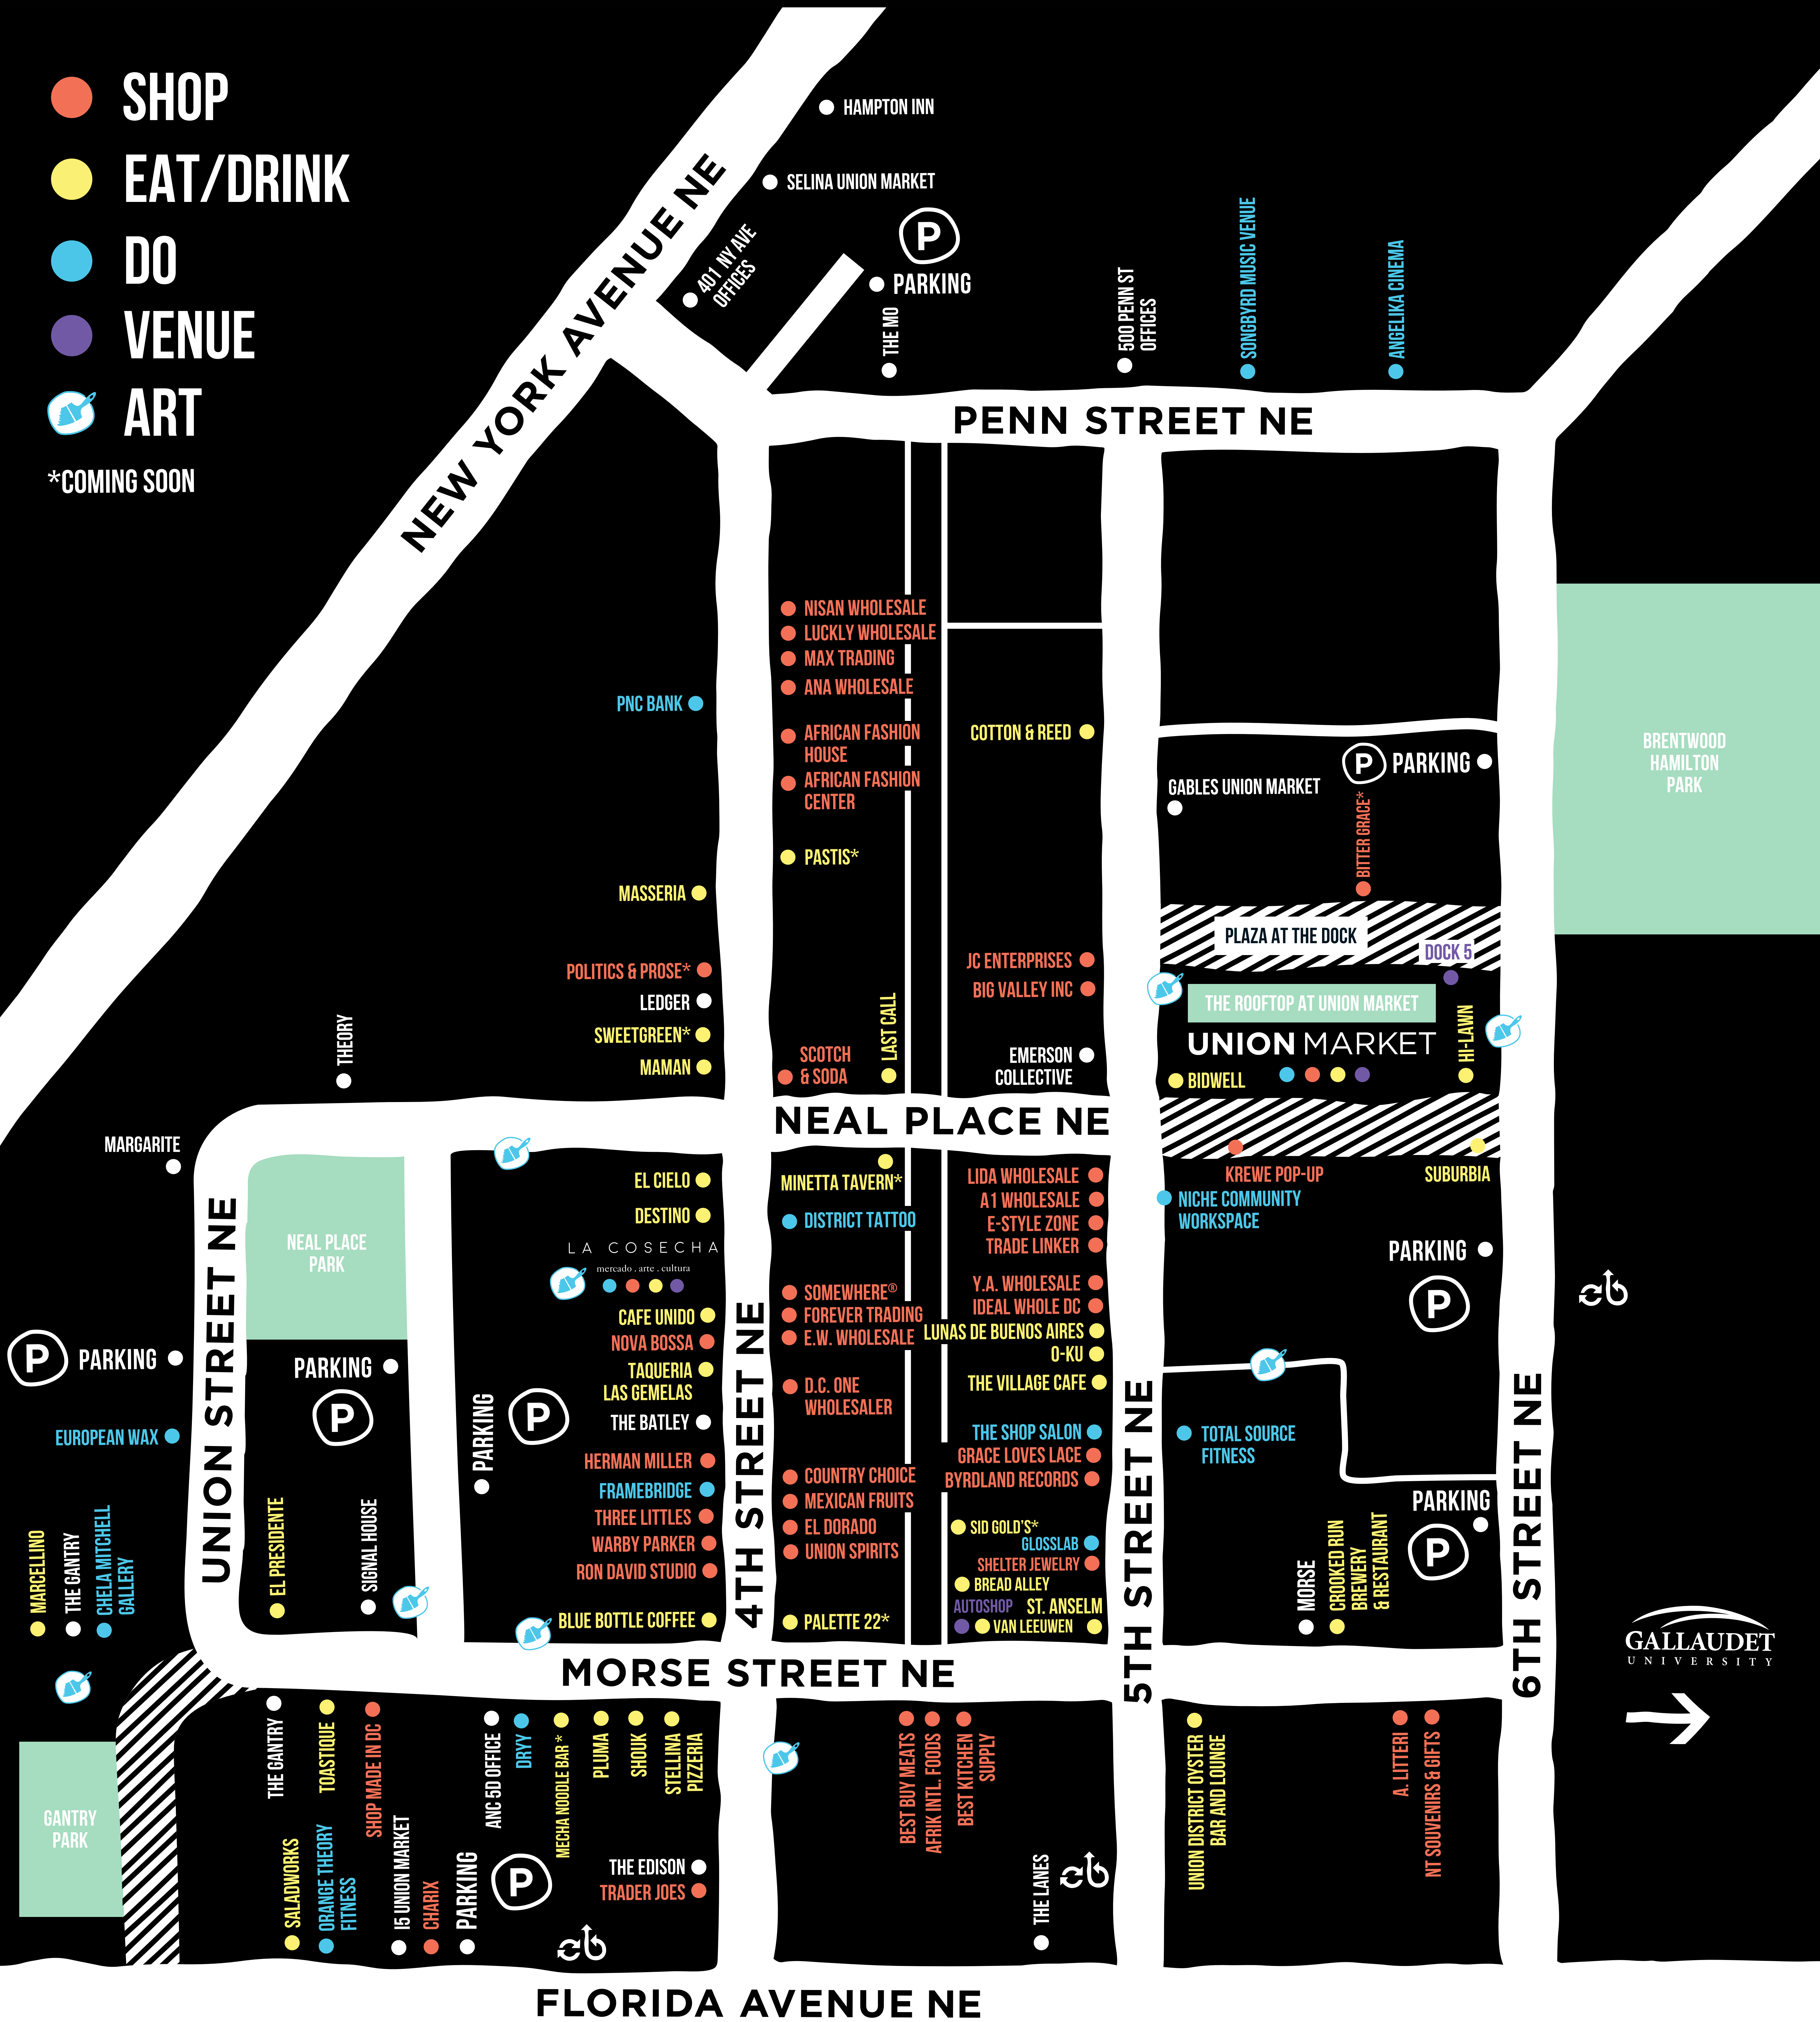 SHOP
EAT/DRINK
DO
VENUE
ART
*COMING SOON
HAMPTON INN
SELINA UNION MARKET
NEW YORK AVENUE NE
401 NY AVE
OFFICES
P
PARKING
THE MO
500 PENN ST
OFFICES
SONGBYRD MUSIC VENUE
ANGELIKA CINEMA
PENN STREET NE
NISAN WHOLESALE
LUCKLY WHOLESALE
MAX TRADING
ANA WHOLESALE
AFRICAN FASHION
HOUSE
AFRICAN FASHION
CENTER
PASTIS*
PNC BANK
MASSERIA
POLITICS & PROSE*
LEDGER
SWEETGREEN*
MAMAN
THEORY
SCOTCH
& SODA
LAST CALL
COTTON & REED
JC ENTERPRISES
BIG VALLEY INC
EMERSON
COLLECTIVE
P PARKING
GABLES UNION MARKET
BITTER GRACE*
BRENTWOOD
HAMILTON
PARK
PLAZA AT THE DOCK
DOCK 5
THE ROOFTOP AT UNION MARKET
UNION MARKET
HI-LAWN
BIDWELL
NEAL PLACE NE
KREWE POP-UP
SUBURBIA
NICHE COMMUNITY
WORKSPACE
PARKING
P
TOTAL SOURCE
FITNESS
PARKING
P
MORSE
CROOKED RUN
BREWERY
& RESTAURANT
MARGARITE
UNION STREET NE
NEAL PLACE
PARK
P PARKING
PARKING
P
EUROPEAN WAX
MARCELLINO
THE GANTRY
CHELA MITCHELL
GALLERY
EL PRESIDENTE
SIGNAL HOUSE
EL CIELO
DESTINO
LA COSECHA
mercado . arte . cultura
CAFE UNIDO
NOVA BOSSA
TAQUERIA
LAS GEMELAS
THE BATLEY
PARKING
P
HERMAN MILLER
FRAMEBRIDGE
THREE LITTLES
WARBY PARKER
RON DAVID STUDIO
BLUE BOTTLE COFFEE
4TH STREET NE
MINETTA TAVERN*
DISTRICT TATTOO
SOMEWHERE®
FOREVER TRADING
E.W. WHOLESALE
D.C. ONE
WHOLESALER
COUNTRY CHOICE
MEXICAN FRUITS
EL DORADO
UNION SPIRITS
PALETTE 22*
LIDA WHOLESALE
A1 WHOLESALE
E-STYLE ZONE
TRADE LINKER
Y.A. WHOLESALE
IDEAL WHOLE DC
LUNAS DE BUENOS AIRES
O-KU
THE VILLAGE CAFE
THE SHOP SALON
GRACE LOVES LACE
BYRDLAND RECORDS
SID GOLD'S*
GLOSSLAB
SHELTER JEWELRY
BREAD ALLEY
AUTOSHOP
ST. ANSELM
VAN LEEUWEN
5TH STREET NE
6TH STREET NE
GALLAUDET
UNIVERSITY
MORSE STREET NE
GANTRY
PARK
THE GANTRY
TOASTIQUE
SHOP MADE IN DC
SALADWORKS
ORANGE THEORY
FITNESS
I5 UNION MARKET
CHARIX
PARKING
P
ANC 5D OFFICE
DRYY
MECHA NOODLE BAR*
PLUMA
SHOUK
STELLINA
PIZZERIA
THE EDISON
TRADER JOES
BEST BUY MEATS
AFRIK INT'L. FOODS
BEST KITCHEN
SUPPLY
THE LANES
UNION DISTRICT OYSTER
BAR AND LOUNGE
A. LITTERI
NT SOUVENIRS & GIFTS
FLORIDA AVENUE NE